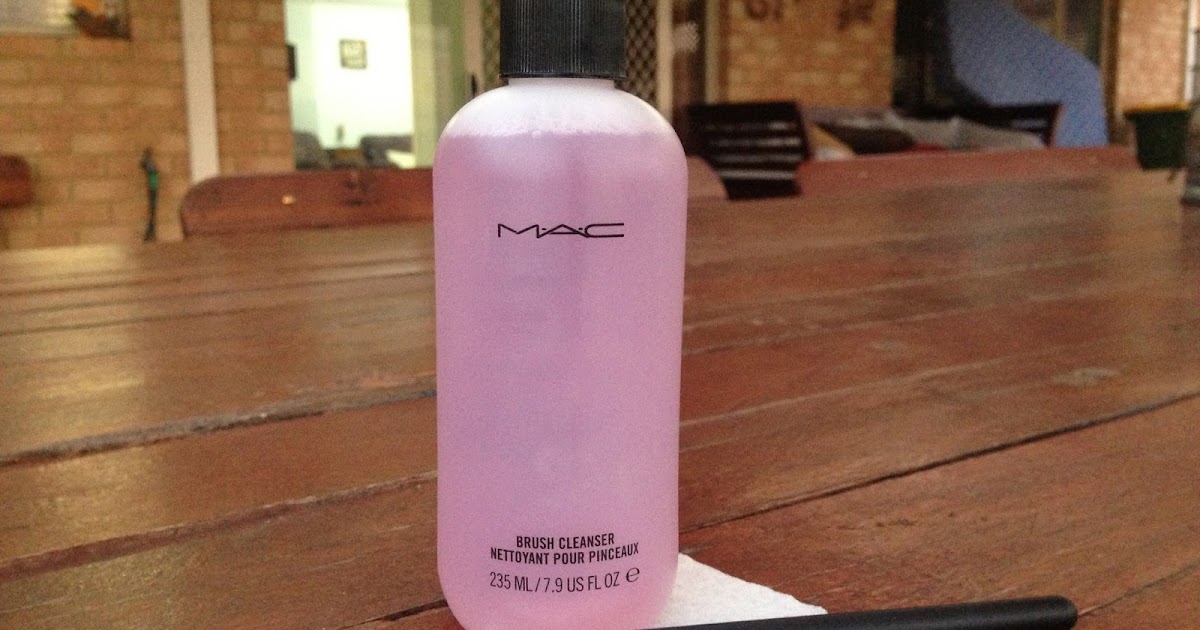 M·A·C
BRUSH CLEANSER
NETTOYANT POUR PINCEAUX
235 ML / 7.9 US FL OZ ℮